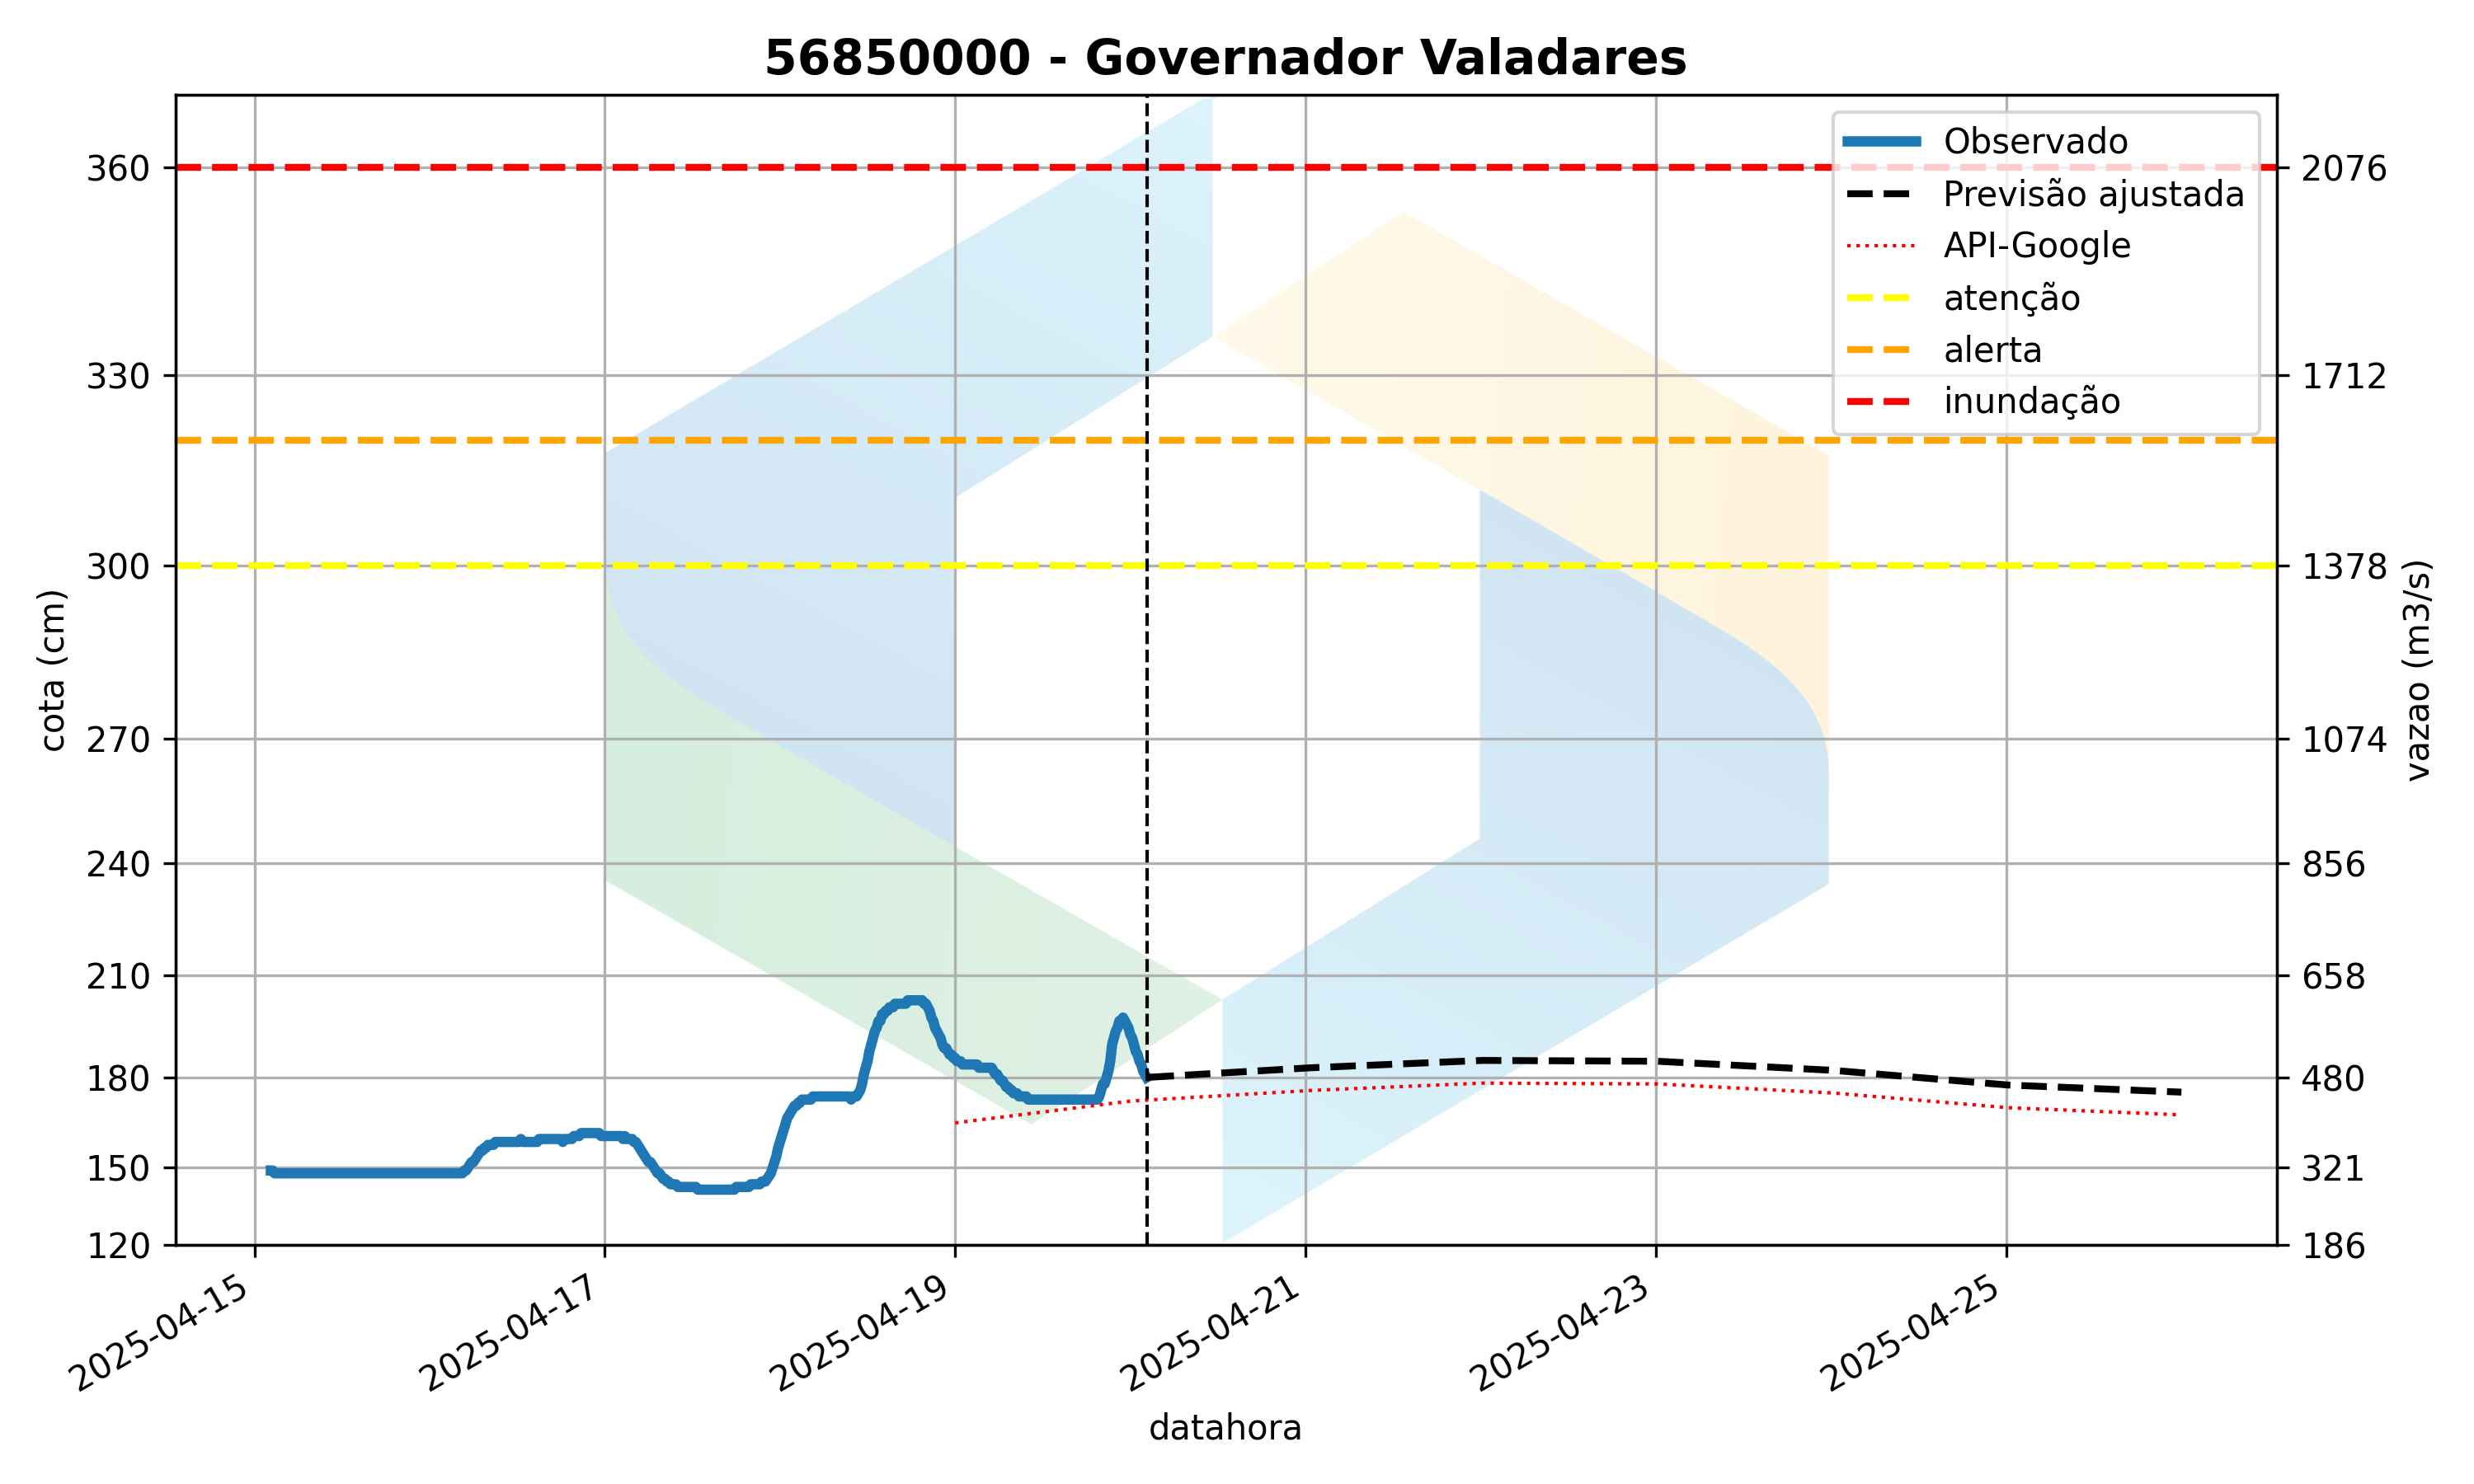 56850000 - Governador Valadares
Observado
Previsão ajustada
API-Google
atenção
alerta
inundação
cota (cm)
360
330
300
270
240
210
180
150
120
vazao (m3/s)
2076
1712
1378
1074
856
658
480
321
186
2025-04-15
2025-04-17
2025-04-19
2025-04-21
2025-04-23
2025-04-25
datahora